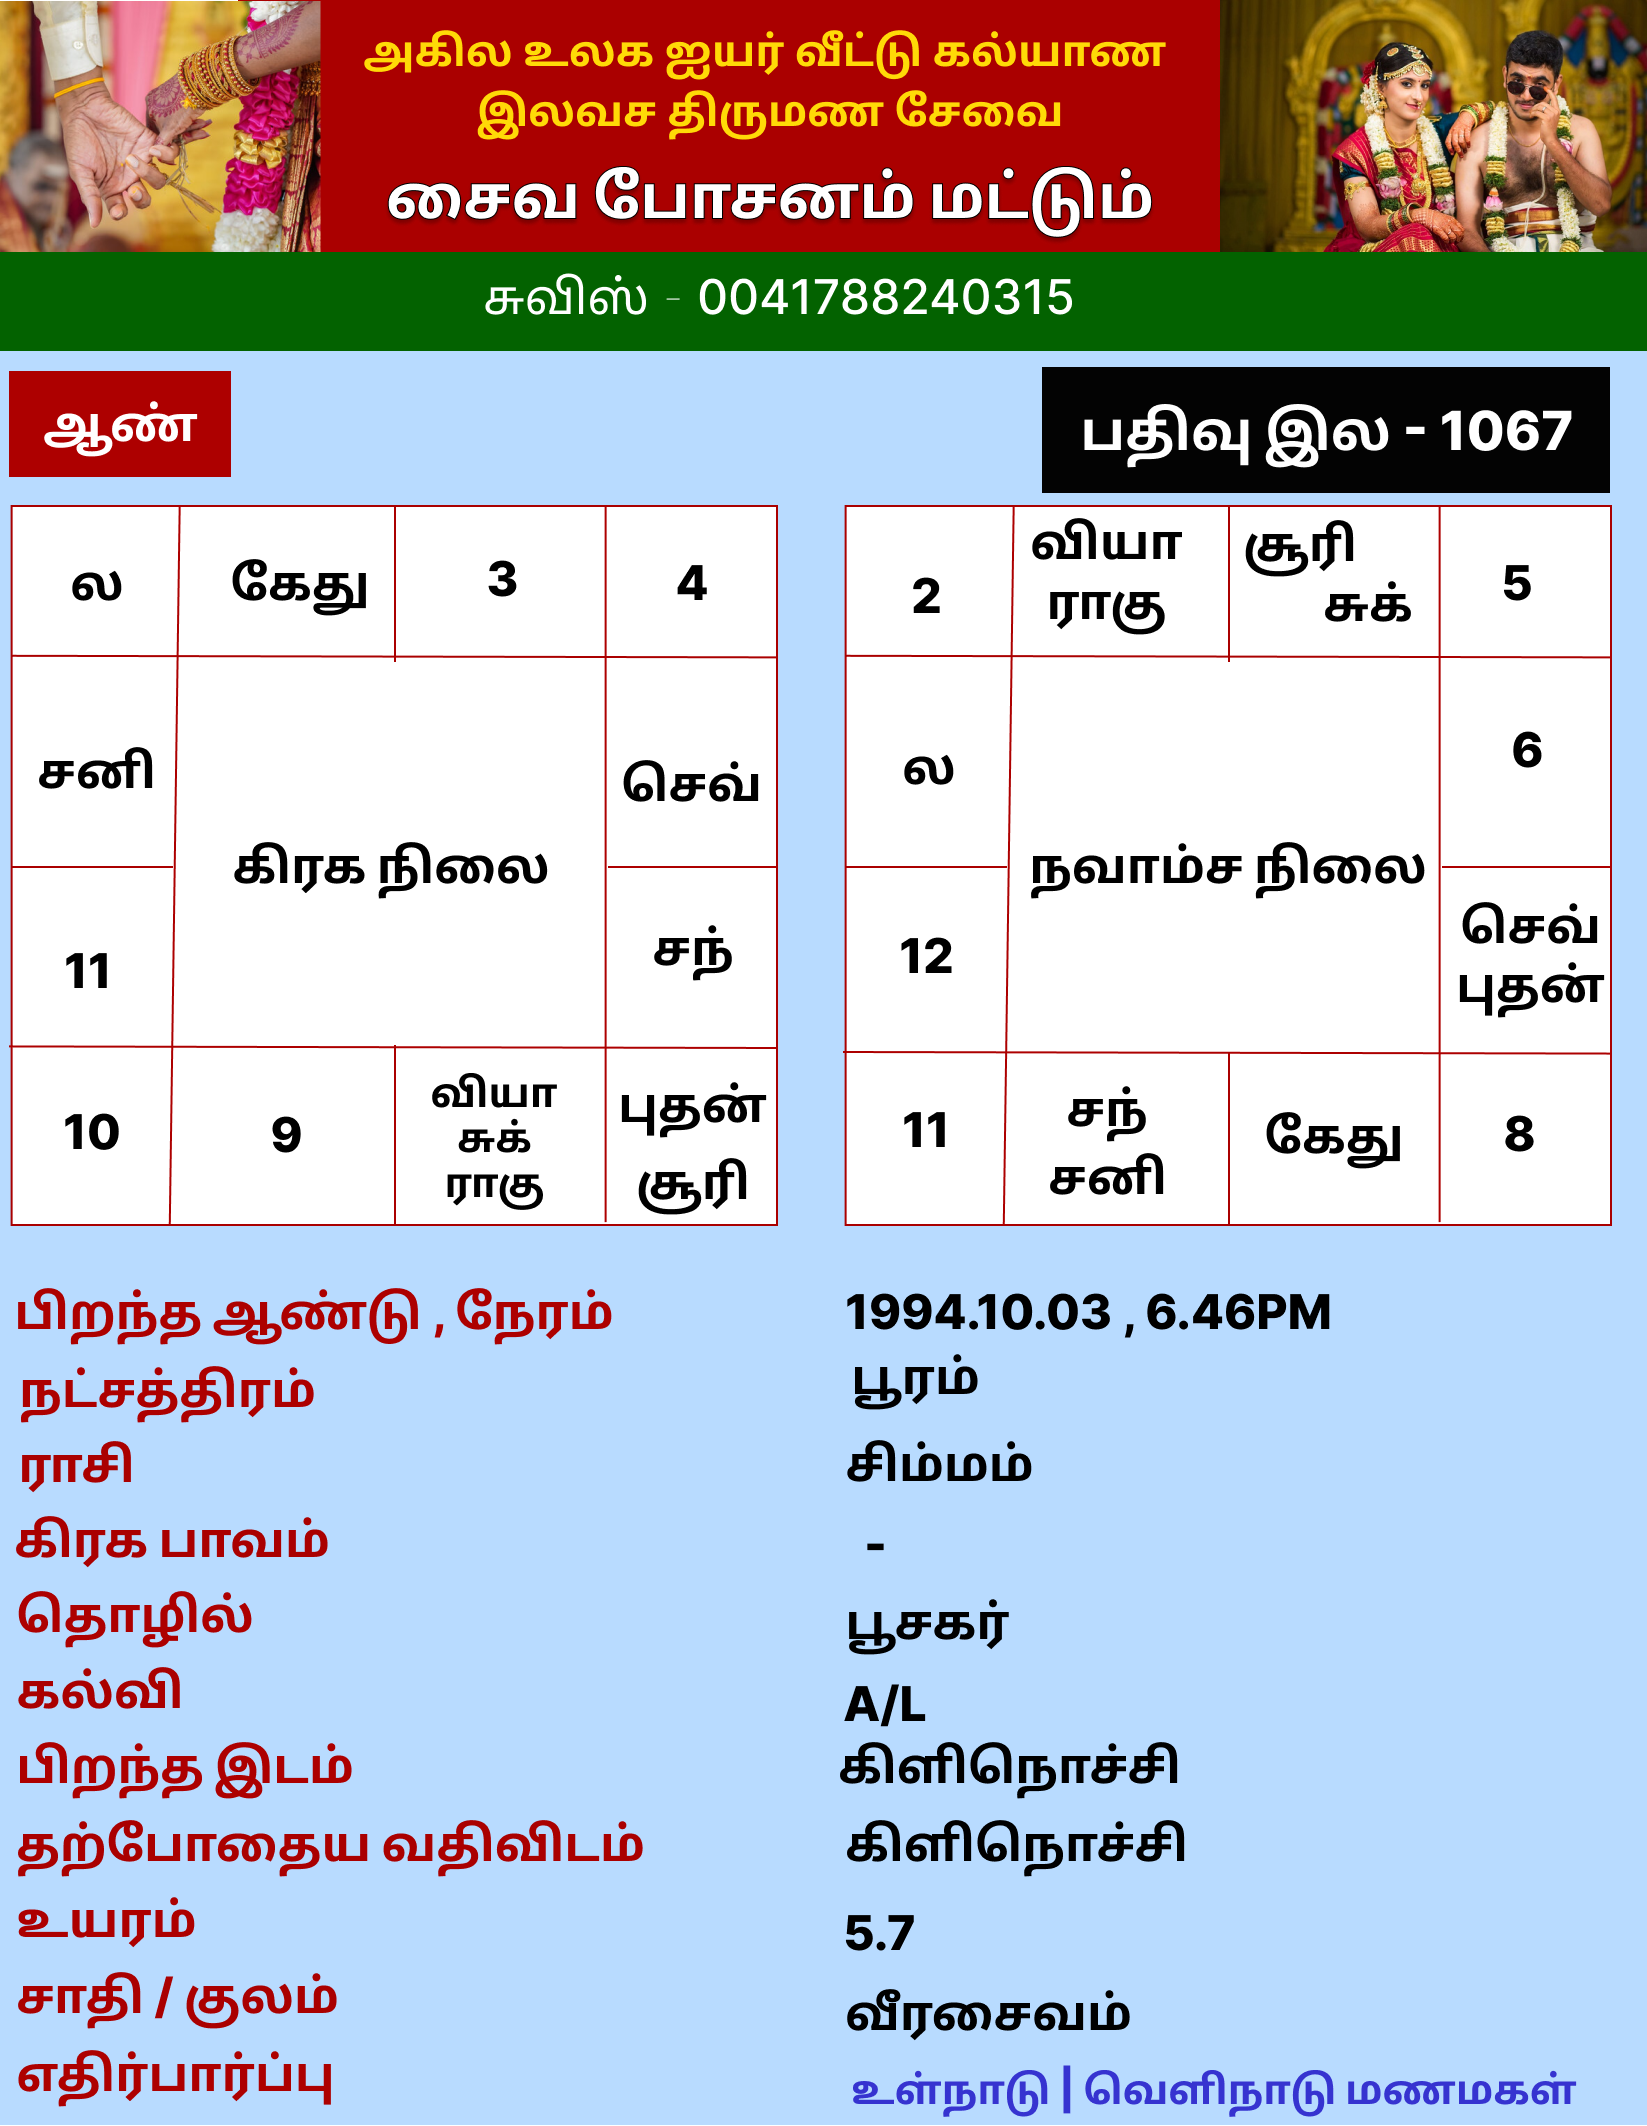 அகில உலக ஐயர் வீட்டு கல்யாண
இலவச திருமண சேவை
சைவ போசனம் மட்டும்
சுவிஸ் - 0041788240315
ஆண்
பதிவு இல - 1067
ல
கேது
3
4
சனி
செவ்
கிரக நிலை
11
சந்
10
9
வியா
சுக்
ராகு
புதன்
சூரி
2
வியா
ராகு
சூரி
சுக்
5
ல
6
நவாம்ச நிலை
12
செவ்
புதன்
11
சந்
சனி
கேது
8
பிறந்த ஆண்டு , நேரம் 1994.10.03 , 6.46PM
நட்சத்திரம் பூரம்
ராசி சிம்மம்
கிரக பாவம் -
தொழில் பூசகர்
கல்வி A/L
பிறந்த இடம் கிளிநொச்சி
தற்போதைய வதிவிடம் கிளிநொச்சி
உயரம் 5.7
சாதி / குலம் வீரசைவம்
எதிர்பார்ப்பு உள்நாடு | வெளிநாடு மணமகள்